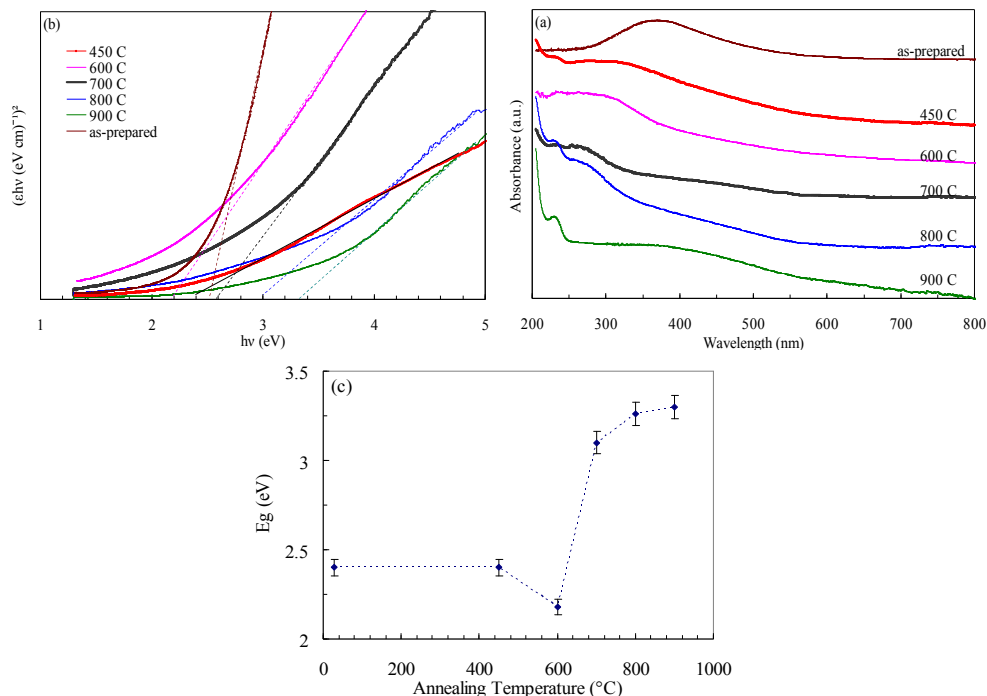 (b)
450 C
600 C
700 C
800 C
900 C
as-prepared
(εhν (eV cm)⁻¹)²
1 2 3 4 5
hν (eV)
(a)
as-prepared
450 C
600 C
700 C
800 C
900 C
Absorbance (a.u.)
200 300 400 500 600 700 800
Wavelength (nm)
(c)
3.5
3
2.5
2
Eg (eV)
0 200 400 600 800 1000
Annealing Temperature (°C)